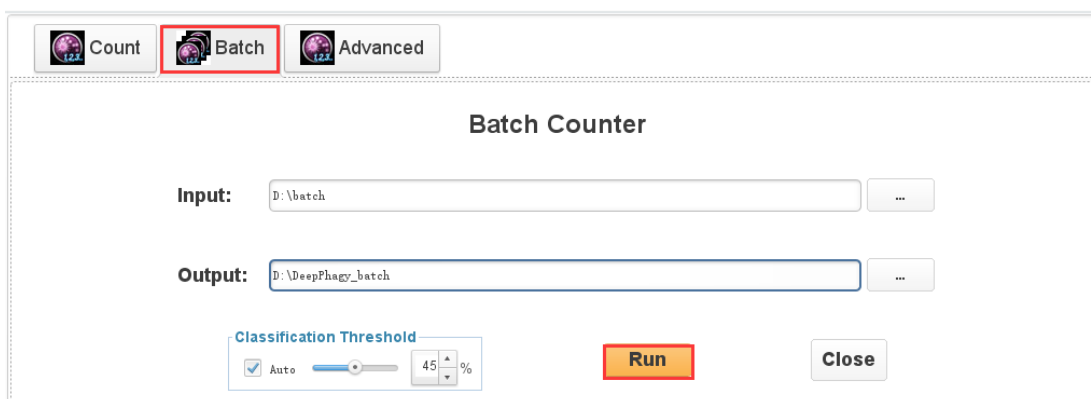 Count Batch Advanced
Batch Counter
Input: D:\batch ...
Output: D:\DeepPhagy_batch ...
Classification Threshold
Auto 45 % Run Close